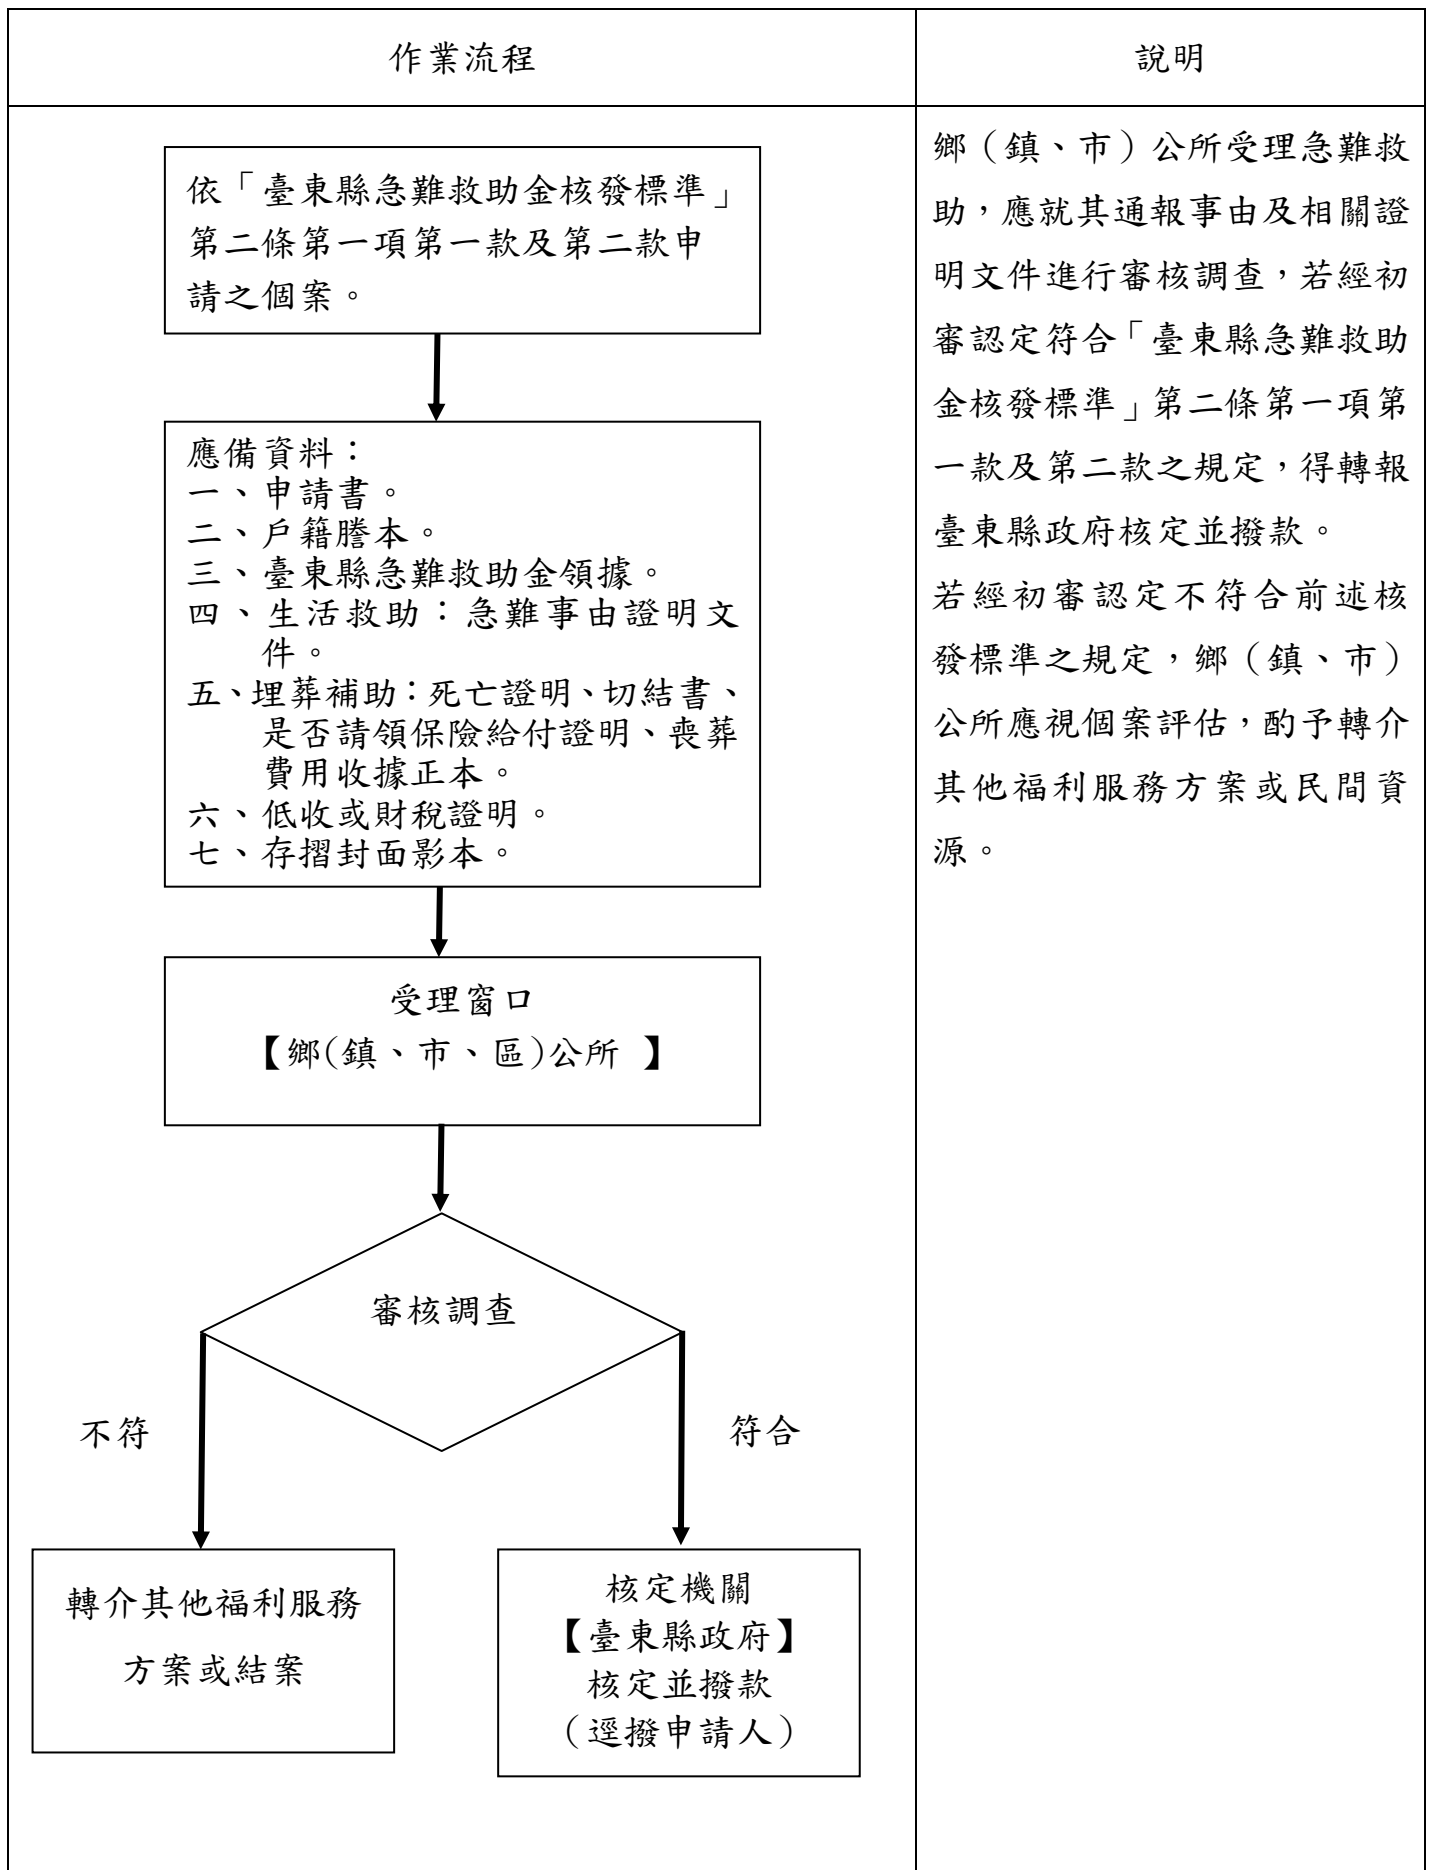 作業流程
說明
依「臺東縣急難救助金核發標準」
第二條第一項第一款及第二款申
請之個案。
應備資料：
一、申請書。
二、戶籍謄本。
三、臺東縣急難救助金領據。
四、生活救助：急難事由證明文
件。
五、埋葬補助：死亡證明、切結書、
是否請領保險給付證明、喪葬
費用收據正本。
六、低收或財稅證明。
七、存摺封面影本。
受理窗口
【鄉(鎮、市、區)公所 】
審核調查
不符
符合
轉介其他福利服務
方案或結案
核定機關
【臺東縣政府】
核定並撥款
（逕撥申請人）
鄉（鎮、市）公所受理急難救
助，應就其通報事由及相關證
明文件進行審核調查，若經初
審認定符合「臺東縣急難救助
金核發標準」第二條第一項第
一款及第二款之規定，得轉報
臺東縣政府核定並撥款。
若經初審認定不符合前述核
發標準之規定，鄉（鎮、市）
公所應視個案評估，酌予轉介
其他福利服務方案或民間資
源。